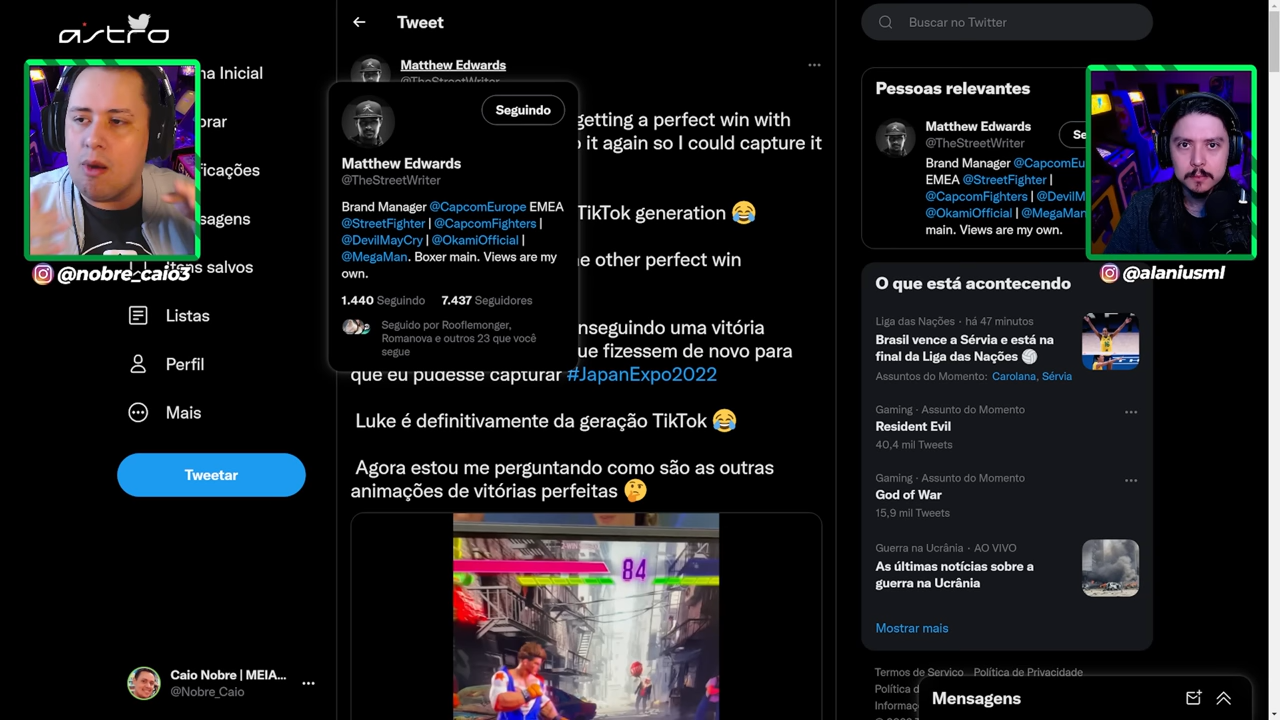 astro
na Inicial
rar
ficações
sagens
Itens salvos
Listas
Perfil
Mais
Tweetar
Caio Nobre | MEIA...
@Nobre_Caio
@nobre_caio3
Tweet
Matthew Edwards
@TheStreetWriter
getting a perfect win with
it again so I could capture it
TikTok generation 😂
e other perfect win
Seguindo
Matthew Edwards
@TheStreetWriter
Brand Manager @CapcomEurope EMEA
@StreetFighter | @CapcomFighters |
@DevilMayCry | @OkamiOfficial |
@MegaMan. Boxer main. Views are my
own.
1.440 Seguindo 7.437 Seguidores
Seguido por Rooflemonger,
Romanova e outros 23 que você
segue
nseguindo uma vitória
ue fizessem de novo para
que eu pudesse capturar #JapanExpo2022
Luke é definitivamente da geração TikTok 😂
Agora estou me perguntando como são as outras
animações de vitórias perfeitas 🤔
84
Buscar no Twitter
Pessoas relevantes
Matthew Edwards
@TheStreetWriter
Se
Brand Manager @CapcomEu
EMEA @StreetFighter |
@CapcomFighters | @DevilM
@OkamiOfficial | @MegaMan
main. Views are my own.
@alaniusml
O que está acontecendo
Liga das Nações · há 47 minutos
Brasil vence a Sérvia e está na
final da Liga das Nações 🏐
Assuntos do Momento: Carolana, Sérvia
Gaming · Assunto do Momento
Resident Evil
40,4 mil Tweets
Gaming · Assunto do Momento
God of War
15,9 mil Tweets
Guerra na Ucrânia · AO VIVO
As últimas notícias sobre a
guerra na Ucrânia
Mostrar mais
Termos de Serviço Política de Privacidade
Política d
Informaç
Mensagens